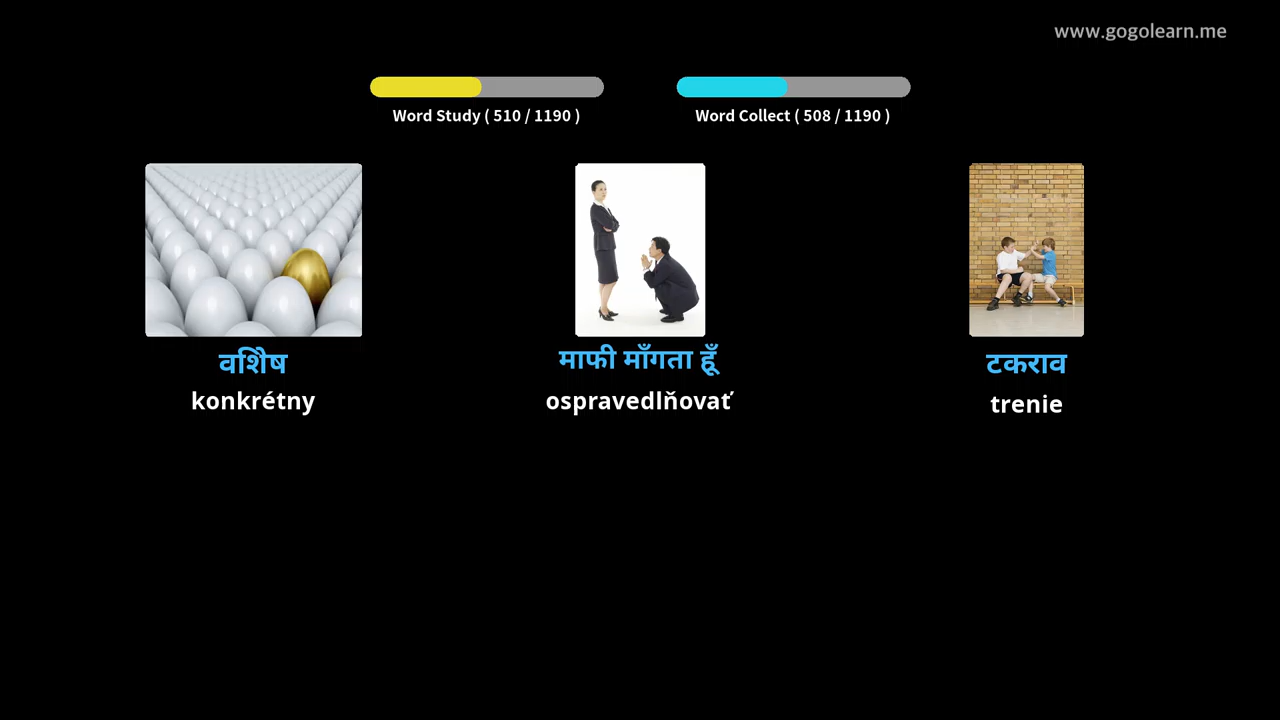 www.gogolearn.me
Word Study ( 510 / 1190 )
Word Collect ( 508 / 1190 )
वशिेष
माफी माँगता हूँ
टकराव
konkrétny
ospravedlňovať
trenie